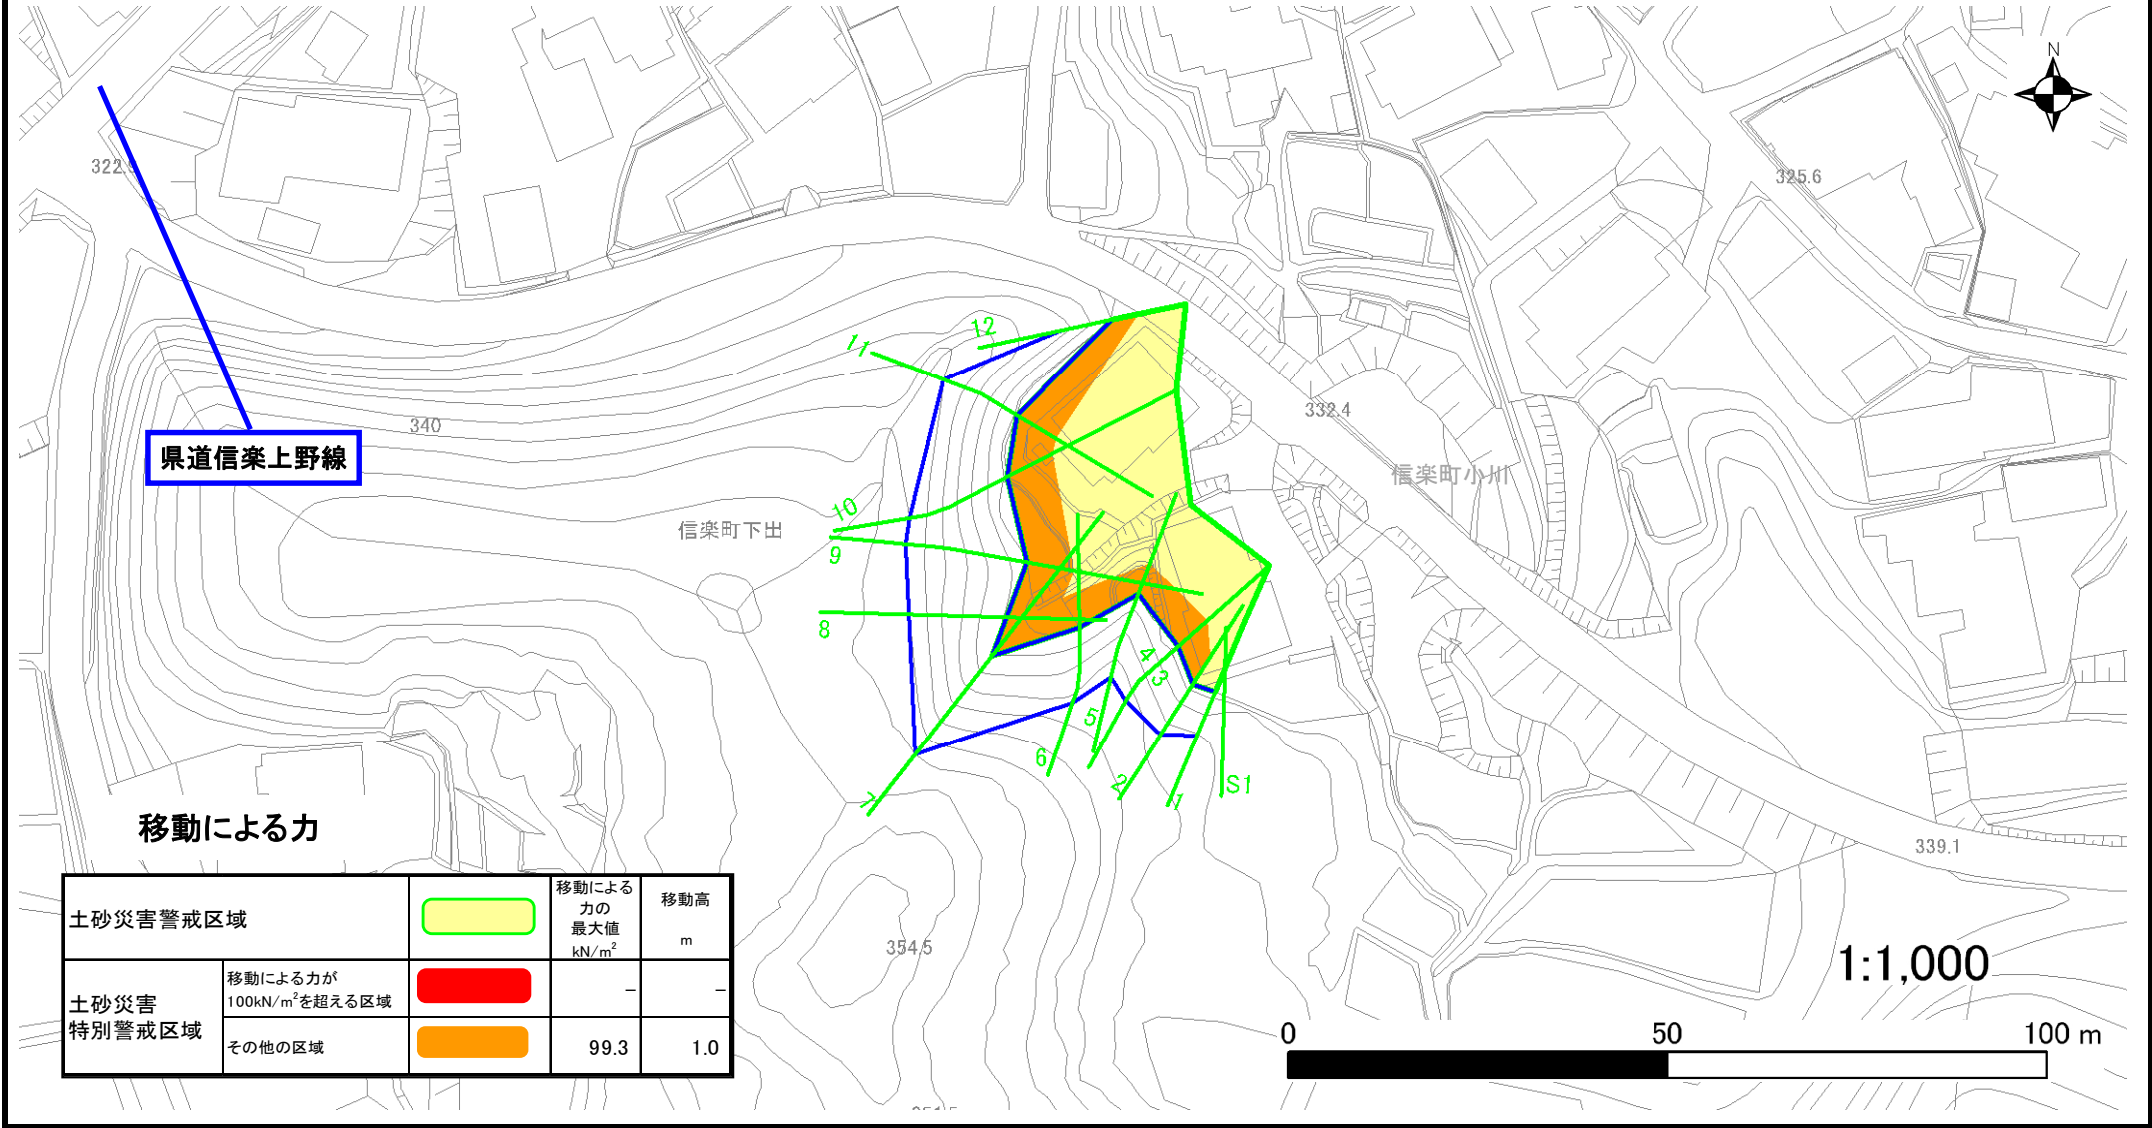 N
322.9
325.6
12
11
340
332.4
県道信楽上野線
信楽町小川
10
信楽町下出
9
8
4
3
5
6
2
S1
7
1
移動による力
339.1
土砂災害警戒区域
移動による
力の
最大値
kN/m²
移動高
m
354.5
1:1,000
土砂災害
特別警戒区域
移動による力が
100kN/m²を超える区域
－
－
その他の区域
99.3
1.0
0
50
100 m